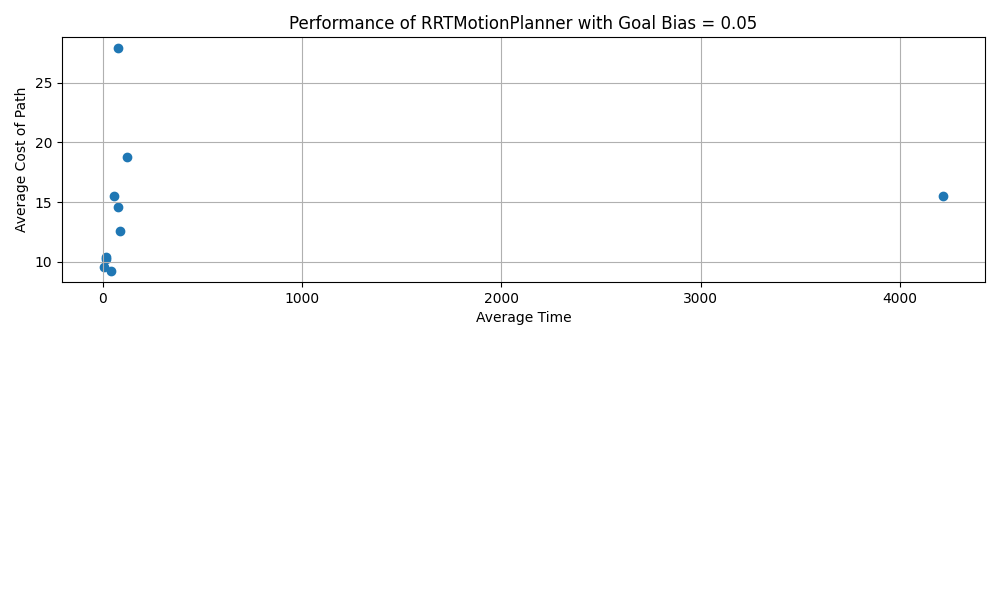 Performance of RRTMotionPlanner with Goal Bias = 0.05
Average Cost of Path
25
20
15
10
0 1000 2000 3000 4000
Average Time